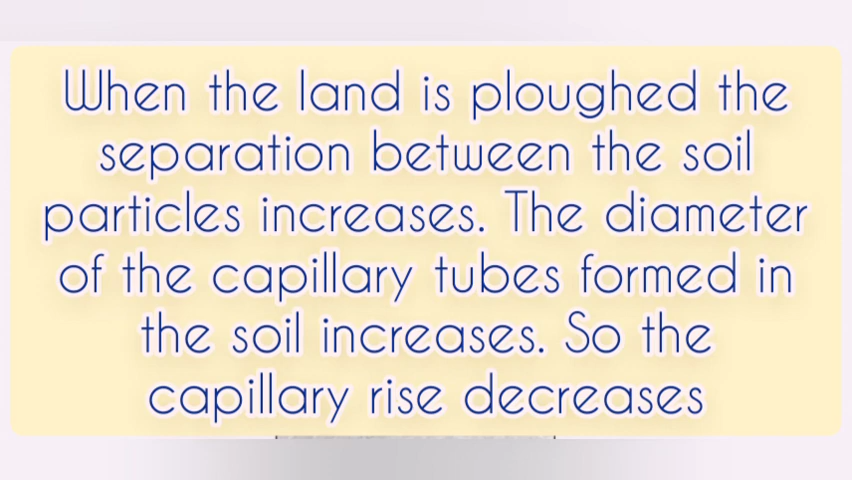 When the land is ploughed the
separation between the soil
particles increases. The diameter
of the capillary tubes formed in
the soil increases. So the
capillary rise decreases